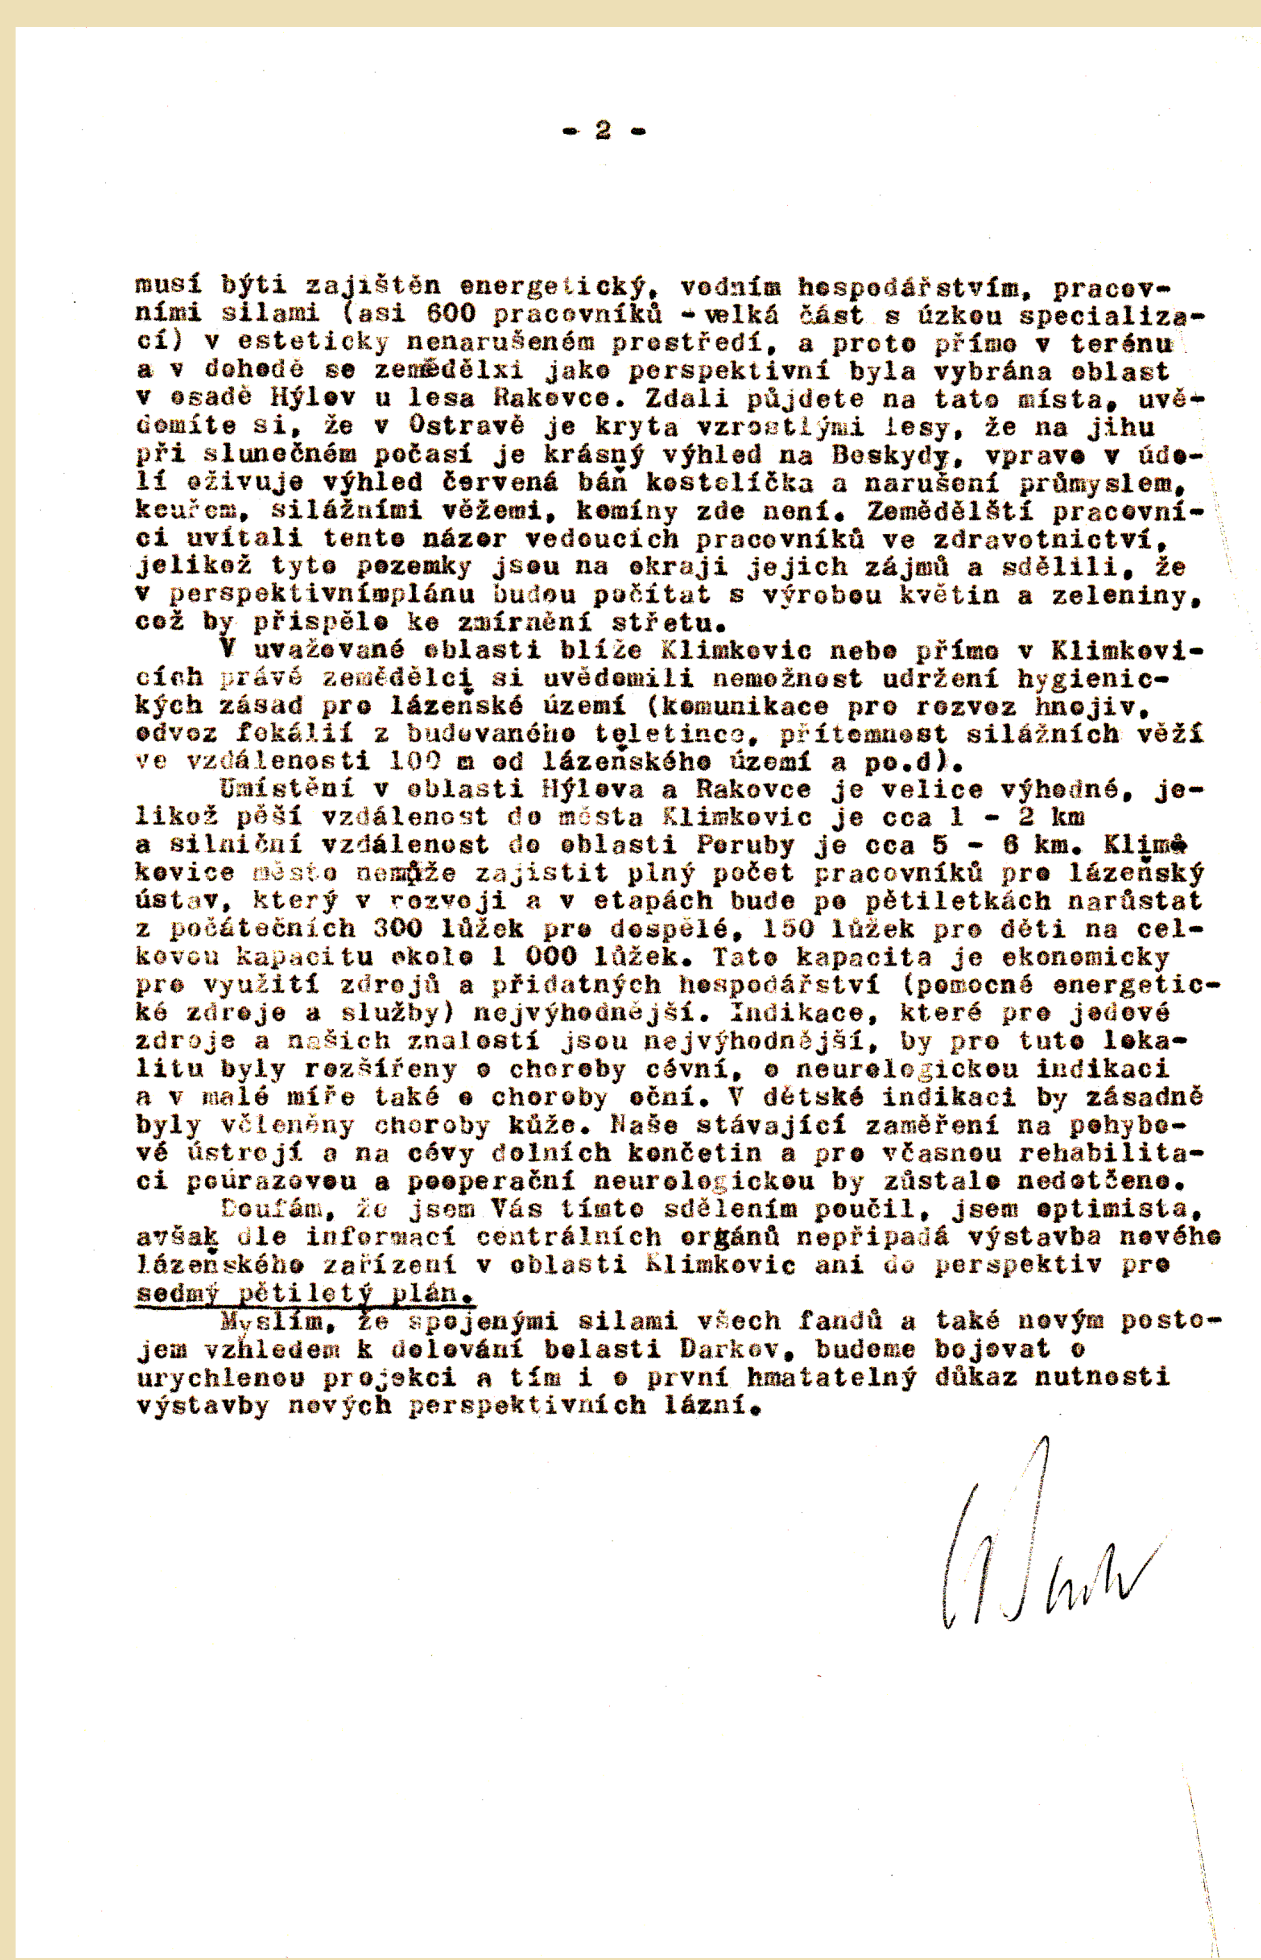 - 2 -
musí býti zajištěn energetický, vodním hospodářstvím, pracov-
ními silami (asi 600 pracovníků - velká část s úzkou specializa-
cí) v esteticky nenarušeném prostředí, a proto přímo v terénu
a v dohodě se zemědělxi jako perspektivní byla vybrána oblast
v osadě Hýlov u lesa Rakovce. Zdali půjdete na tato místa, uvě-
domíte si, že v Ostravě je kryta vzrostlými lesy, že na jihu
při slunečném počasí je krásný výhled na Beskydy, vpravo v údo-
lí oživuje výhled červená báň kostelíčka a narušení průmyslem,
kouřem, silážními věžemi, komíny zde není. Zemědělští pracovní-
ci uvítali tento názor vedoucích pracovníků ve zdravotnictví,
jelikož tyto pozemky jsou na okraji jejich zájmů a sdělili, že
v perspektivnímplánu budou počítat s výrobou květin a zeleniny,
což by přispělo ke zmírnění střetu.
V uvažované oblasti blíže Klimkovic nebo přímo v Klimkovi-
cích právě zemědělci si uvědomili nemožnost udržení hygienic-
kých zásad pro lázeňské území (komunikace pro rozvoz hnojiv,
odvoz fekálií z budovaného teletince, přítomnost silážních věží
ve vzdálenosti 100 m od lázeňského území a po.d).
Umístění v oblasti Hýlova a Rakovce je velice výhodné, je-
likož pěší vzdálenost do města Klimkovic je cca 1 - 2 km
a silniční vzdálenost do oblasti Poruby je cca 5 - 6 km. Klim
kovice město nemůže zajistit plný počet pracovníků pro lázeňský
ústav, který v rozvoji a v etapách bude po pětiletkách narůstat
z počátečních 300 lůžek pro dospělé, 150 lůžek pro děti na cel-
kovou kapacitu okolo 1 000 lůžek. Tato kapacita je ekonomicky
pro využití zdrojů a přidatných hospodářství (pomocné energetic-
ké zdroje a služby) nejvýhodnější. Indikace, které pro jodové
zdroje a našich znalostí jsou nejvýhodnější, by pro tuto loka-
litu byly rozšířeny o choroby cévní, o neurologickou indikaci
a v malé míře také o choroby oční. V dětské indikaci by zásadně
byly včleněny choroby kůže. Naše stávající zaměření na pohybo-
vé ústrojí a na cévy dolních končetin a pro včasnou rehabilita-
ci poúrazovou a pooperační neurologickou by zůstalo nedotčeno.
Doufám, že jsem Vás tímto sdělením poučil, jsem optimista,
avšak dle informací centrálních orgánů nepřipadá výstavba nového
lázeňského zařízení v oblasti Klimkovic ani do perspektiv pro
sedmý pětiletý plán.
Myslím, že spojenými silami všech fandů a také novým posto-
jem vzhledem k dolování bolasti Darkov, budeme bojovat o
urychlenou projekci a tím i o první hmatatelný důkaz nutnosti
výstavby nových perspektivních lázní.